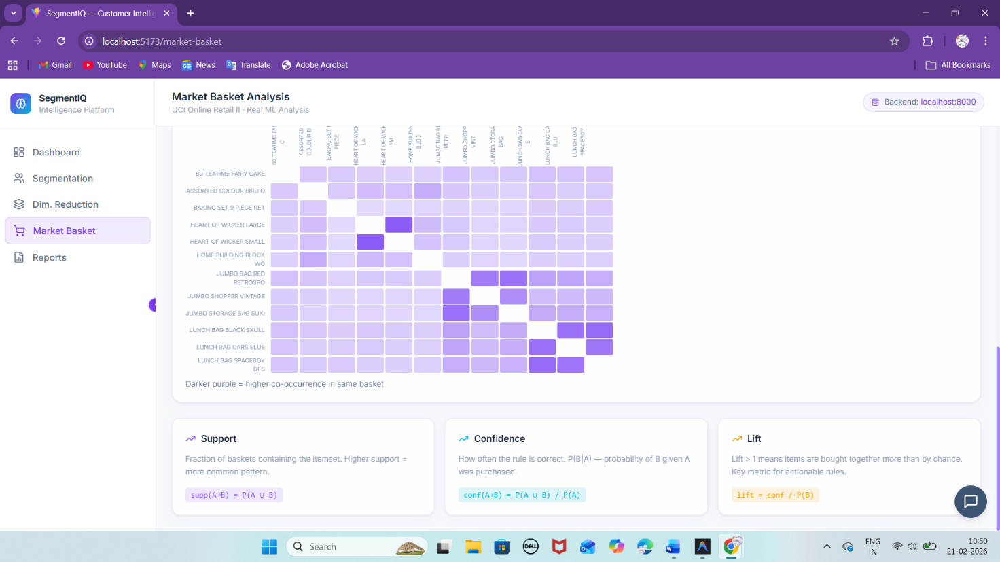 SegmentIQ — Customer Intellig
localhost:5173/market-basket
Gmail
YouTube
Maps
News
Translate
Adobe Acrobat
All Bookmarks
SegmentIQ
Intelligence Platform
Market Basket Analysis
UCI Online Retail II · Real ML Analysis
Backend: localhost:8000
Dashboard
Segmentation
Dim. Reduction
Market Basket
Reports
60 TEATIME FAI
C
ASSORTED
COLOUR BI
BAKING SET
PIECE
HEART OF WICK
LA
HEART OF WICK
SM
HOME BUILDIN
BLOC
JUMBO BAG RE
RETR
JUMBO SHOPP
VINT
JUMBO STORA
BAG
LUNCH BAG BLA
S
LUNCH BAG CA
BLU
LUNCH BAG
SPACEBOY
60 TEATIME FAIRY CAKE
ASSORTED COLOUR BIRD O
BAKING SET 9 PIECE RET
HEART OF WICKER LARGE
HEART OF WICKER SMALL
HOME BUILDING BLOCK
WO
JUMBO BAG RED
RETROSPO
JUMBO SHOPPER VINTAGE
JUMBO STORAGE BAG SUKI
LUNCH BAG BLACK SKULL
LUNCH BAG CARS BLUE
LUNCH BAG SPACEBOY
DES
Darker purple = higher co-occurrence in same basket
Support
Fraction of baskets containing the itemset. Higher support =
more common pattern.
supp(A→B) = P(A ∪ B)
Confidence
How often the rule is correct. P(B|A) — probability of B given A
was purchased.
conf(A→B) = P(A ∪ B) / P(A)
Lift
Lift > 1 means items are bought together more than by chance.
Key metric for actionable rules.
lift = conf / P(B)
Search
DELL
ENG
IN
10:50
21-02-2026